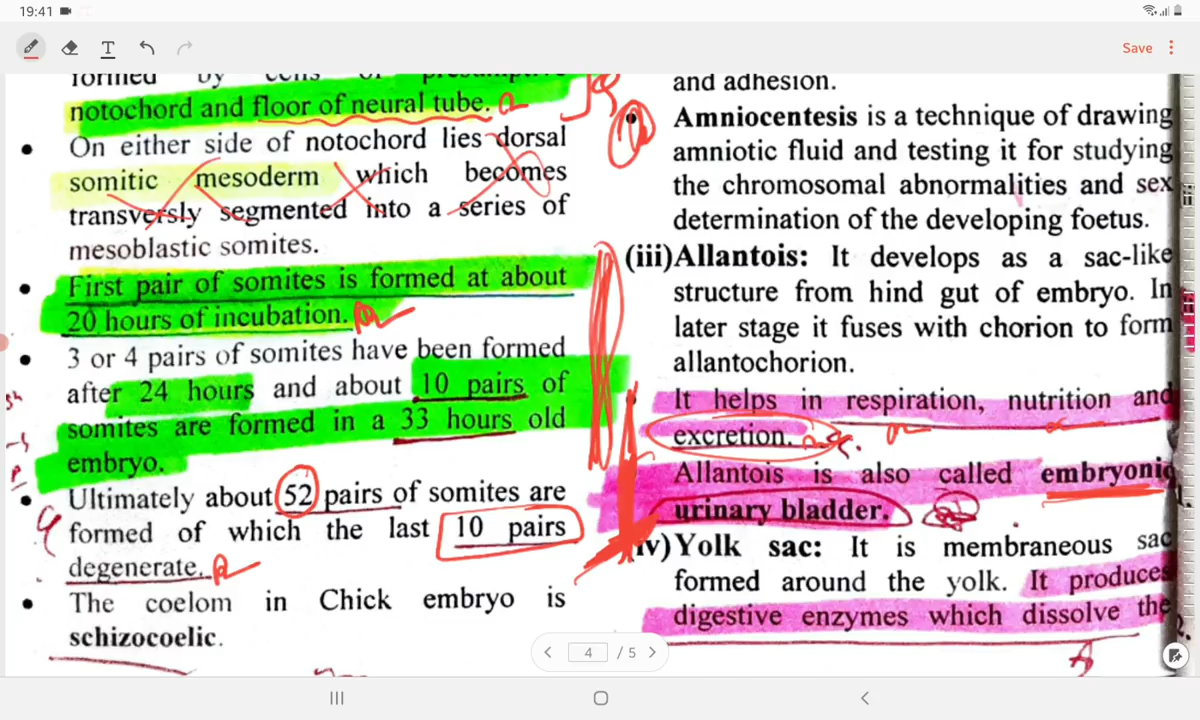 19:41
Save
formed by cells of presumptive
notochord and floor of neural tube.
• On either side of notochord lies dorsal
somitic mesoderm which becomes
transversly segmented into a series of
mesoblastic somites.
• First pair of somites is formed at about
20 hours of incubation.
• 3 or 4 pairs of somites have been formed
after 24 hours and about 10 pairs of
somites are formed in a 33 hours old
embryo.
• Ultimately about 52 pairs of somites are
formed of which the last 10 pairs
degenerate.
• The coelom in Chick embryo is
schizocoelic.
and adhesion.
• Amniocentesis is a technique of drawing
amniotic fluid and testing it for studying
the chromosomal abnormalities and sex
determination of the developing foetus.
(iii) Allantois: It develops as a sac-like
structure from hind gut of embryo. In
later stage it fuses with chorion to form
allantochorion.
It helps in respiration, nutrition and
excretion.
Allantois is also called embryonic
urinary bladder.
iv) Yolk sac: It is membraneous sac
formed around the yolk. It produces
digestive enzymes which dissolve the
4 / 5